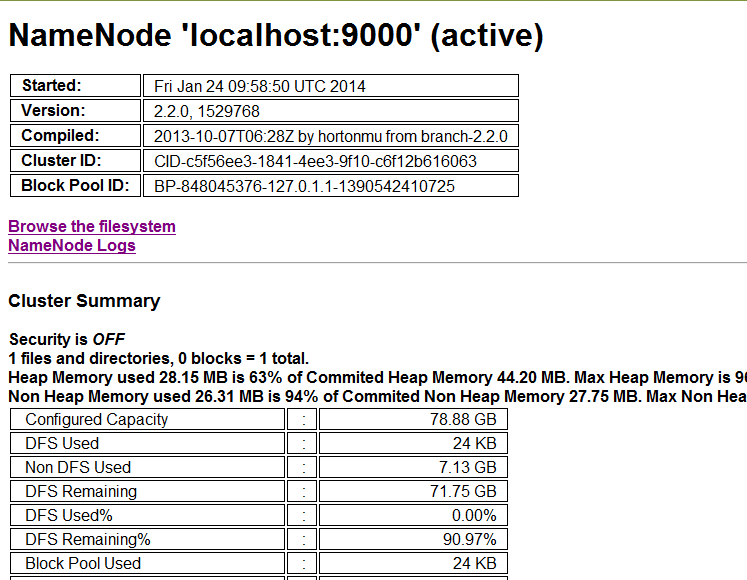 NameNode 'localhost:9000' (active)
Started: Fri Jan 24 09:58:50 UTC 2014
Version: 2.2.0, 1529768
Compiled: 2013-10-07T06:28Z by hortonmu from branch-2.2.0
Cluster ID: CID-c5f56ee3-1841-4ee3-9f10-c6f12b616063
Block Pool ID: BP-848045376-127.0.1.1-1390542410725
Browse the filesystem
NameNode Logs
Cluster Summary
Security is OFF
1 files and directories, 0 blocks = 1 total.
Heap Memory used 28.15 MB is 63% of Commited Heap Memory 44.20 MB. Max Heap Memory is
Non Heap Memory used 26.31 MB is 94% of Commited Non Heap Memory 27.75 MB. Max Non
Configured Capacity : 78.88 GB
DFS Used : 24 KB
Non DFS Used : 7.13 GB
DFS Remaining : 71.75 GB
DFS Used% : 0.00%
DFS Remaining% : 90.97%
Block Pool Used : 24 KB